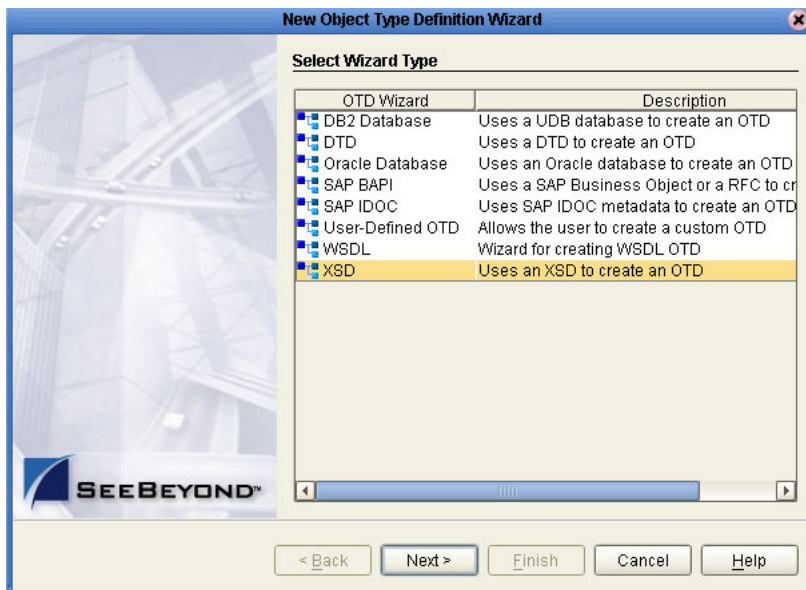 New Object Type Definition Wizard
Select Wizard Type
OTD Wizard Description
DB2 Database Uses a UDB database to create an OTD
DTD Uses a DTD to create an OTD
Oracle Database Uses an Oracle database to create an OTD
SAP BAPI Uses a SAP Business Object or a RFC to cr
SAP IDOC Uses SAP IDOC metadata to create an OTD
User-Defined OTD Allows the user to create a custom OTD
WSDL Wizard for creating WSDL OTD
XSD Uses an XSD to create an OTD
SEEBEYOND™
< Back Next > Finish Cancel Help